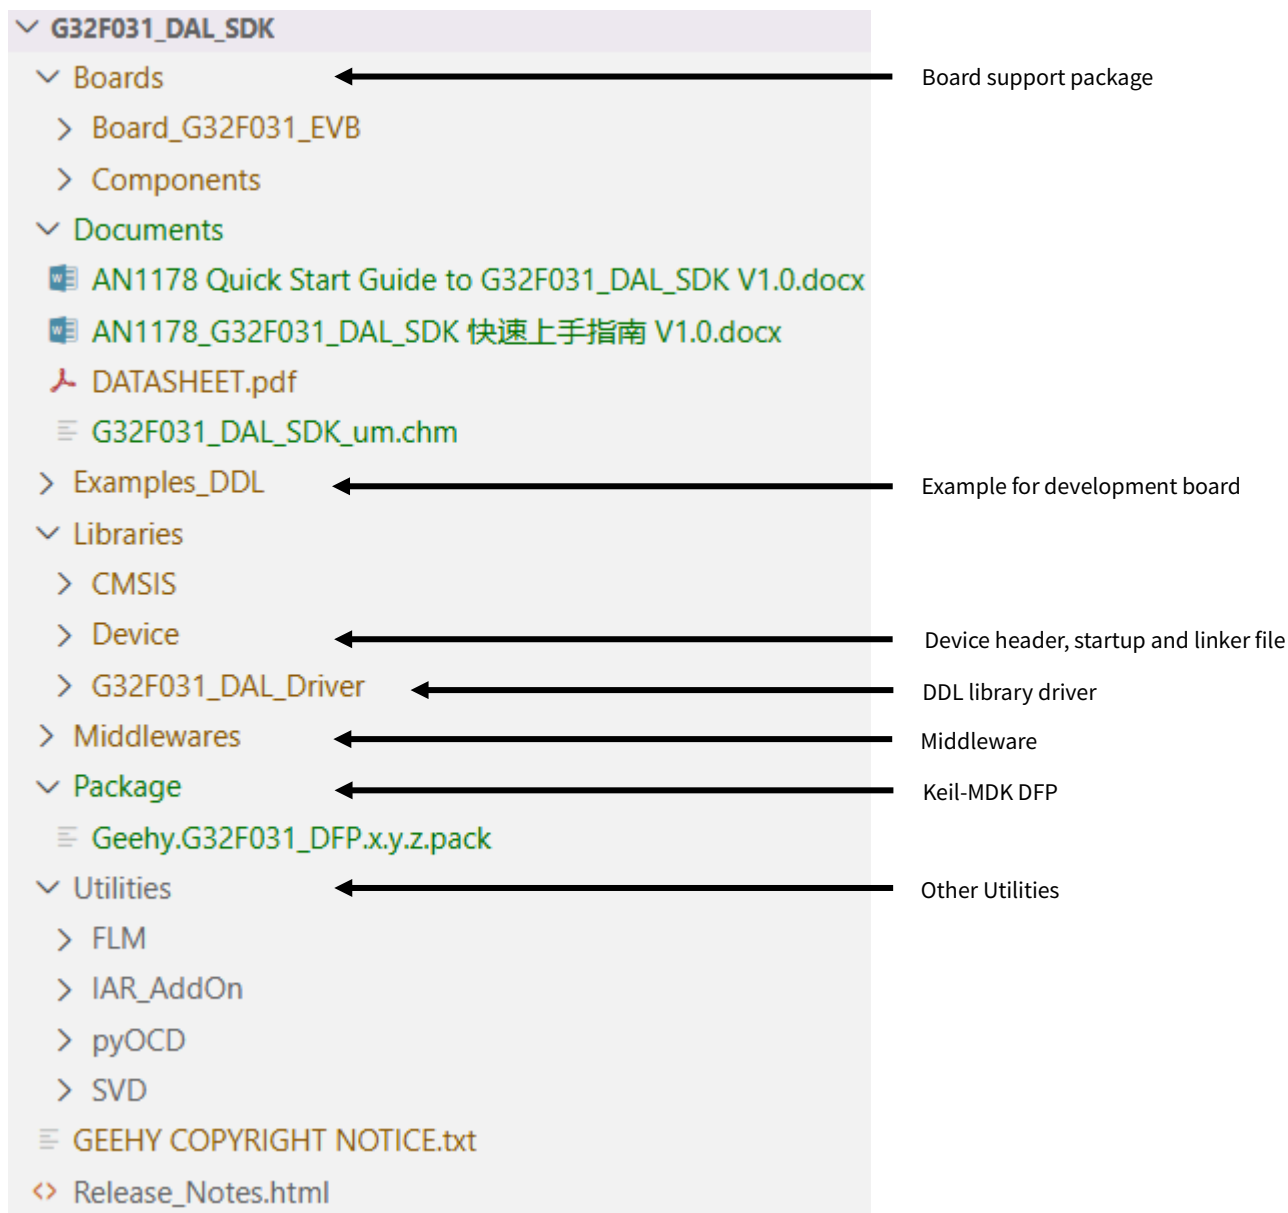 G32F031_DAL_SDK
Boards
Board support package
Board_G32F031_EVB
Components
Documents
AN1178 Quick Start Guide to G32F031_DAL_SDK V1.0.docx
AN1178_G32F031_DAL_SDK 快速上手指南 V1.0.docx
DATASHEET.pdf
G32F031_DAL_SDK_um.chm
Examples_DDL
Example for development board
Libraries
CMSIS
Device
Device header, startup and linker file
G32F031_DAL_Driver
DDL library driver
Middlewares
Middleware
Package
Keil-MDK DFP
Geehy.G32F031_DFP.x.y.z.pack
Utilities
Other Utilities
FLM
IAR_AddOn
pyOCD
SVD
GEEHY COPYRIGHT NOTICE.txt
Release_Notes.html